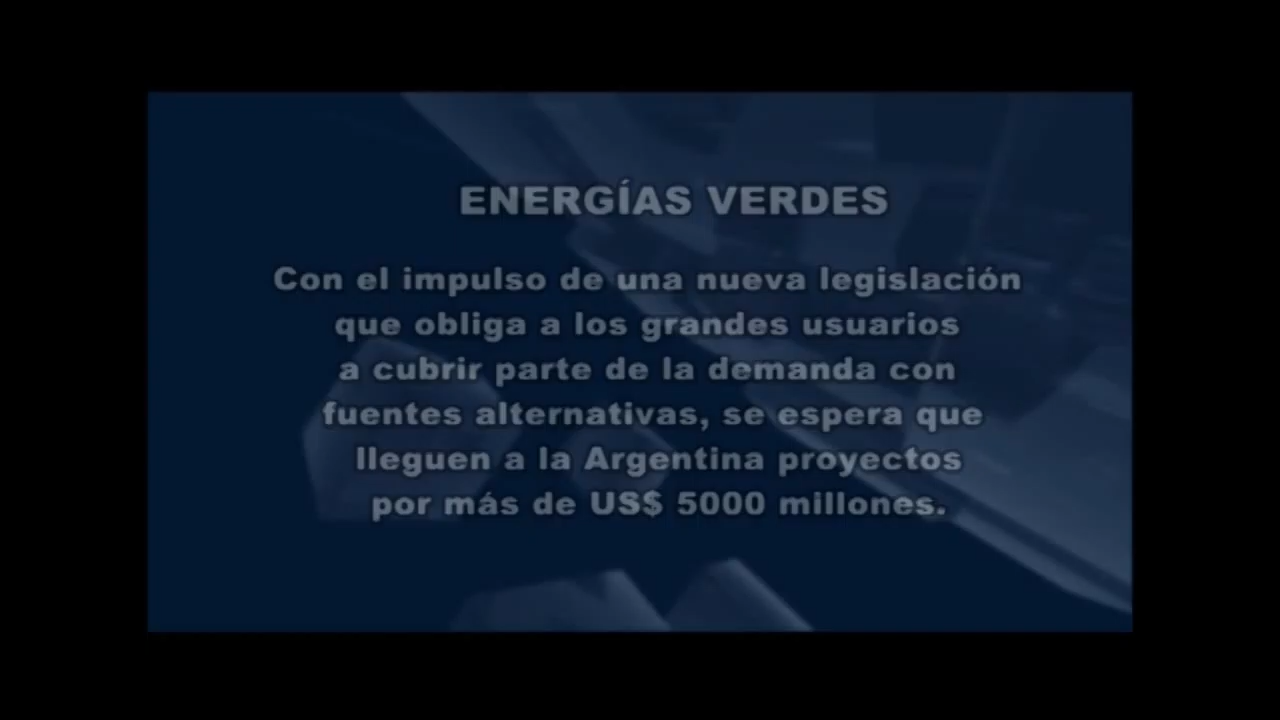 ENERGÍAS VERDES
Con el impulso de una nueva legislación
que obliga a los grandes usuarios
a cubrir parte de la demanda con
fuentes alternativas, se espera que
lleguen a la Argentina proyectos
por más de US$ 5000 millones.